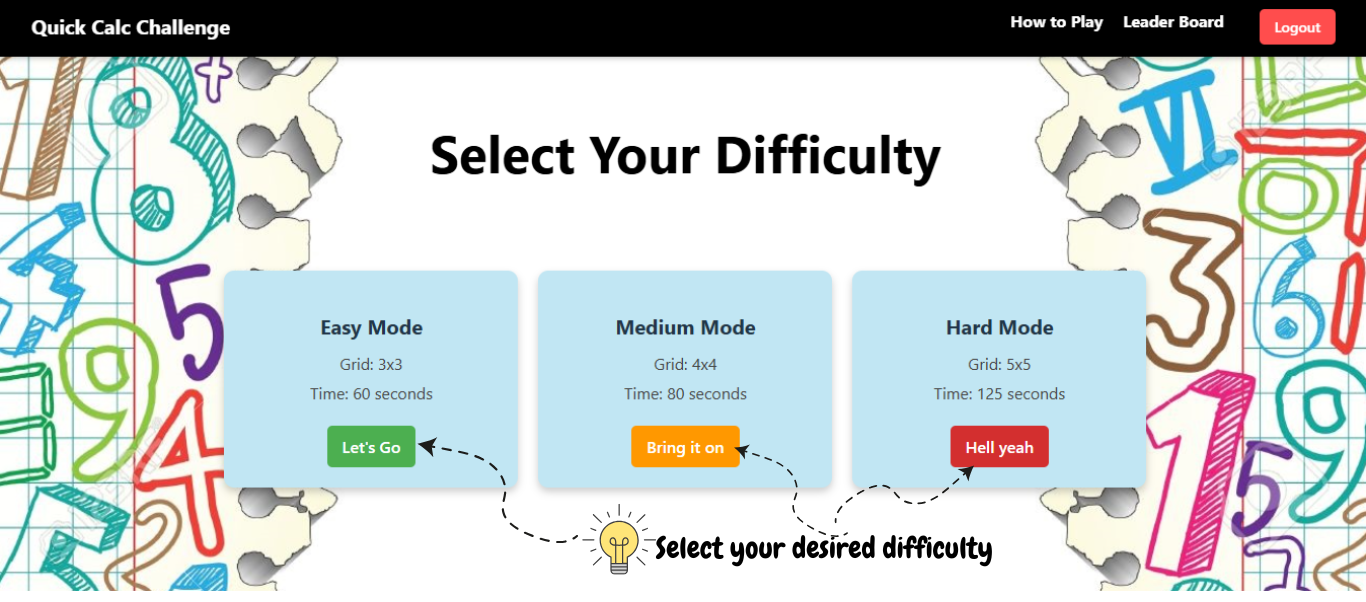 Quick Calc Challenge
How to Play
Leader Board
Logout
Select Your Difficulty
Easy Mode
Grid: 3x3
Time: 60 seconds
Let's Go
Medium Mode
Grid: 4x4
Time: 80 seconds
Bring it on
Hard Mode
Grid: 5x5
Time: 125 seconds
Hell yeah
Select your desired difficulty